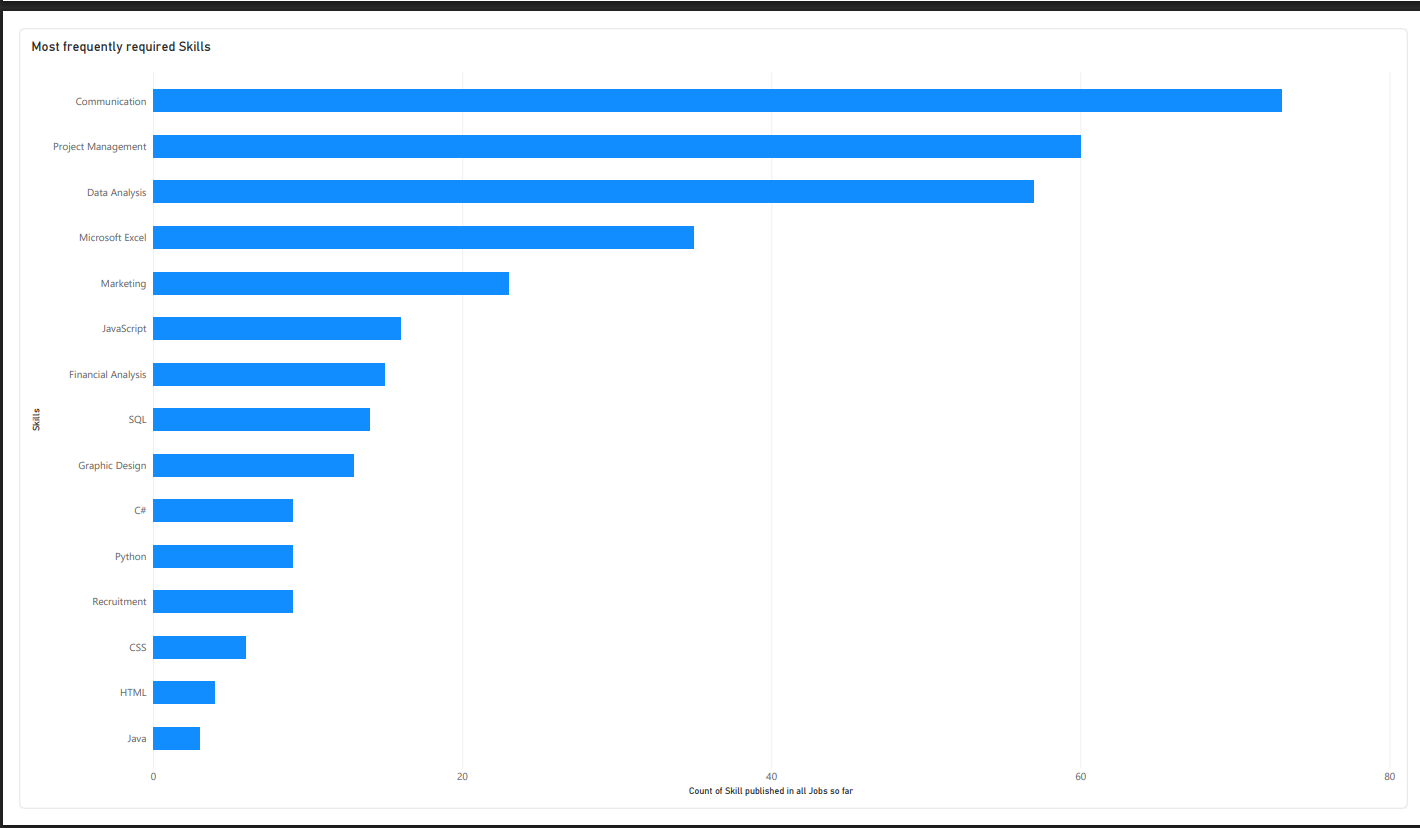 Most frequently required Skills
Communication
Project Management
Data Analysis
Microsoft Excel
Marketing
JavaScript
Financial Analysis
SQL
Graphic Design
C#
Python
Recruitment
CSS
HTML
Java
Skills
0 20 40 60 80
Count of Skill published in all Jobs so far